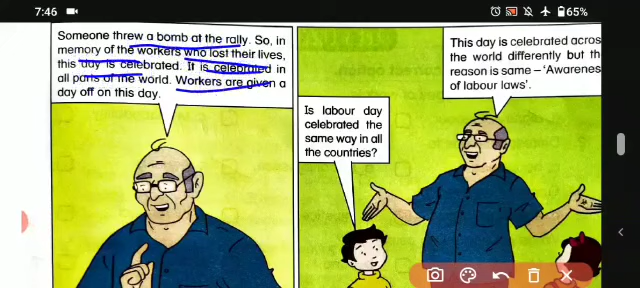 7:46
65%
Someone threw a bomb at the rally. So, in
memory of the workers who lost their lives,
this day is celebrated. It is celebrated in
all parts of the world. Workers are given a
day off on this day.
Is labour day
celebrated the
same way in all
the countries?
This day is celebrated acros
the world differently but th
reason is same – 'Awareness
of labour laws'.